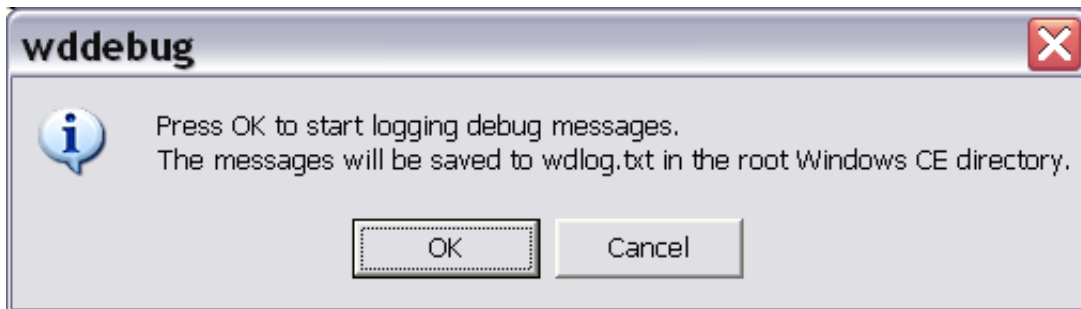 wddebug
Press OK to start logging debug messages.
The messages will be saved to wdlog.txt in the root Windows CE directory.
OK
Cancel